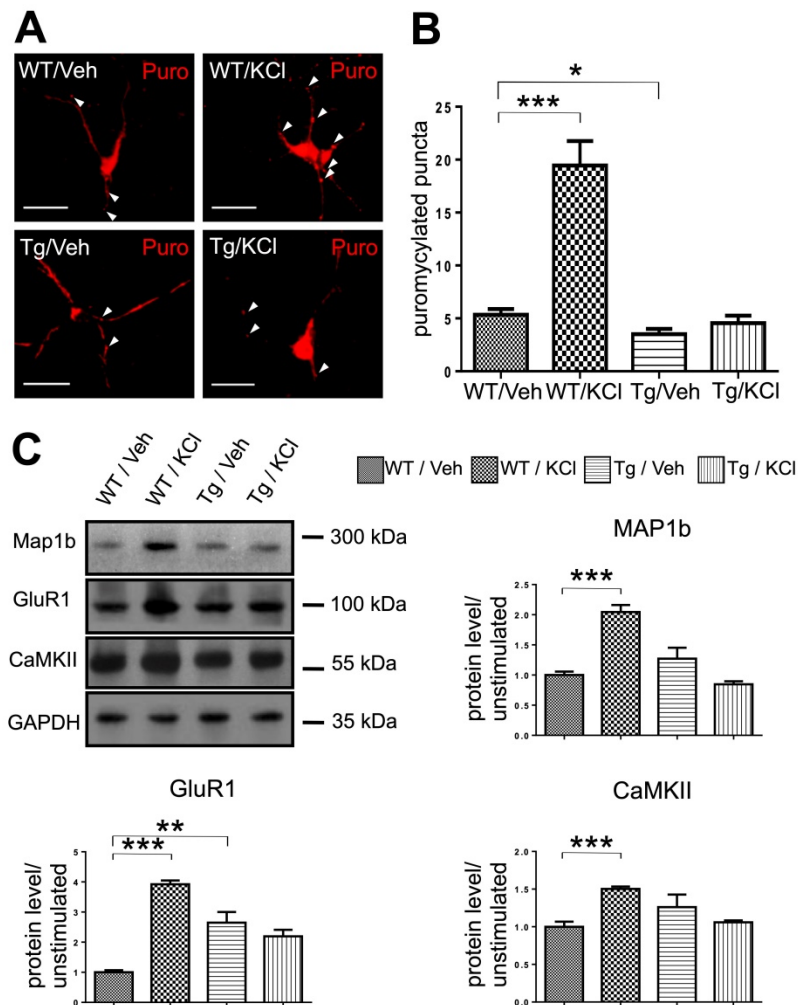 A
WT/Veh Puro
WT/KCl Puro
Tg/Veh Puro
Tg/KCl Puro
B
*
***
puromycylated puncta
25
20
15
10
5
0
WT/Veh WT/KCl Tg/Veh Tg/KCl
C
WT / Veh WT / KCl Tg / Veh Tg / KCl
Map1b 300 kDa
GluR1 100 kDa
CaMKII 55 kDa
GAPDH 35 kDa
WT / Veh WT / KCl Tg / Veh Tg / KCl
MAP1b
***
protein level/
unstimulated
2.5
2.0
1.5
1.0
0.5
0.0
GluR1
**
***
protein level/
unstimulated
5
4
3
2
1
0
CaMKII
***
protein level/
unstimulated
2.0
1.5
1.0
0.5
0.0